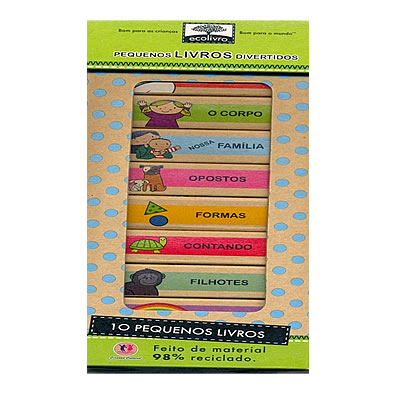 Bom para as crianças
Bom para o mundo™
ecolivro
PEQUENOS LIVROS DIVERTIDOS
O CORPO
NOSSA FAMÍLIA
OPOSTOS
FORMAS
CONTANDO
FILHOTES
10 PEQUENOS LIVROS
Feito de material
98% reciclado.